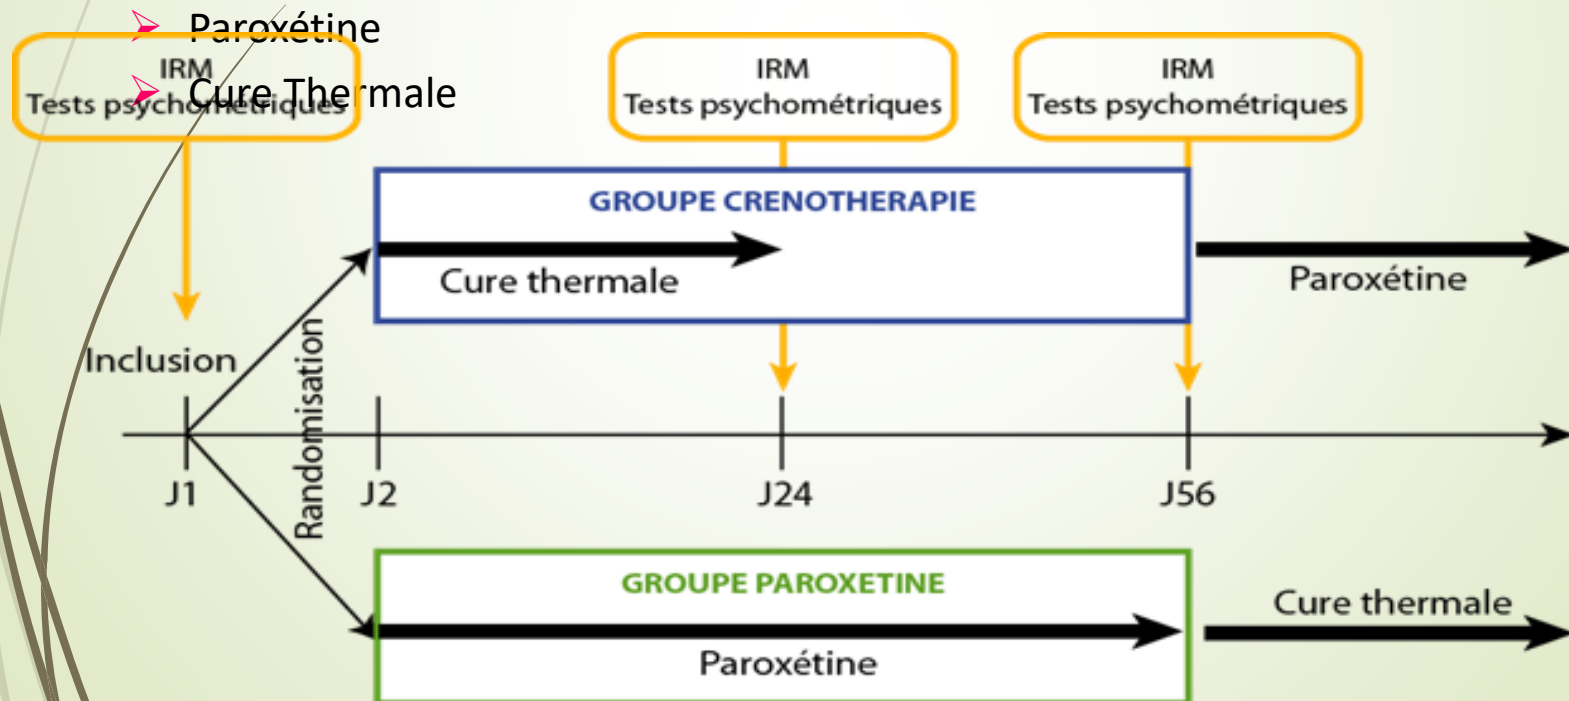 Paroxétine
Cure Thermale
IRM
Tests psychométriques
IRM
Tests psychométriques
IRM
Tests psychométriques
GROUPE CRENOTHERAPIE
Cure thermale
Paroxétine
Inclusion
Randomisation
J1
J2
J24
J56
GROUPE PAROXETINE
Paroxétine
Cure thermale